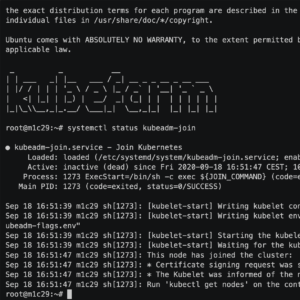 the exact distribution terms for each program are described in the
individual files in /usr/share/doc/*/copyright.
Ubuntu comes with ABSOLUTELY NO WARRANTY, to the extent permitted b
applicable law.
kubefarm
root@m1c29:~# systemctl status kubeadm-join
● kubeadm-join.service - Join Kubernetes
Loaded: loaded (/etc/systemd/system/kubeadm-join.service; enab
Active: inactive (dead) since Fri 2020-09-18 16:51:47 CEST; 16
Process: 1273 ExecStart=/bin/sh -c exec ${JOIN_COMMAND} (code=e
Main PID: 1273 (code=exited, status=0/SUCCESS)
Sep 18 16:51:39 m1c29 sh[1273]: [kubelet-start] Writing kubelet con
Sep 18 16:51:39 m1c29 sh[1273]: [kubelet-start] Writing kubelet env
ubeadm-flags.env"
Sep 18 16:51:39 m1c29 sh[1273]: [kubelet-start] Starting the kubele
Sep 18 16:51:39 m1c29 sh[1273]: [kubelet-start] Waiting for the kub
Sep 18 16:51:47 m1c29 sh[1273]: This node has joined the cluster:
Sep 18 16:51:47 m1c29 sh[1273]: * Certificate signing request was s
Sep 18 16:51:47 m1c29 sh[1273]: * The Kubelet was informed of the n
Sep 18 16:51:47 m1c29 sh[1273]: Run 'kubectl get nodes' on the cont
root@m1c29:~#